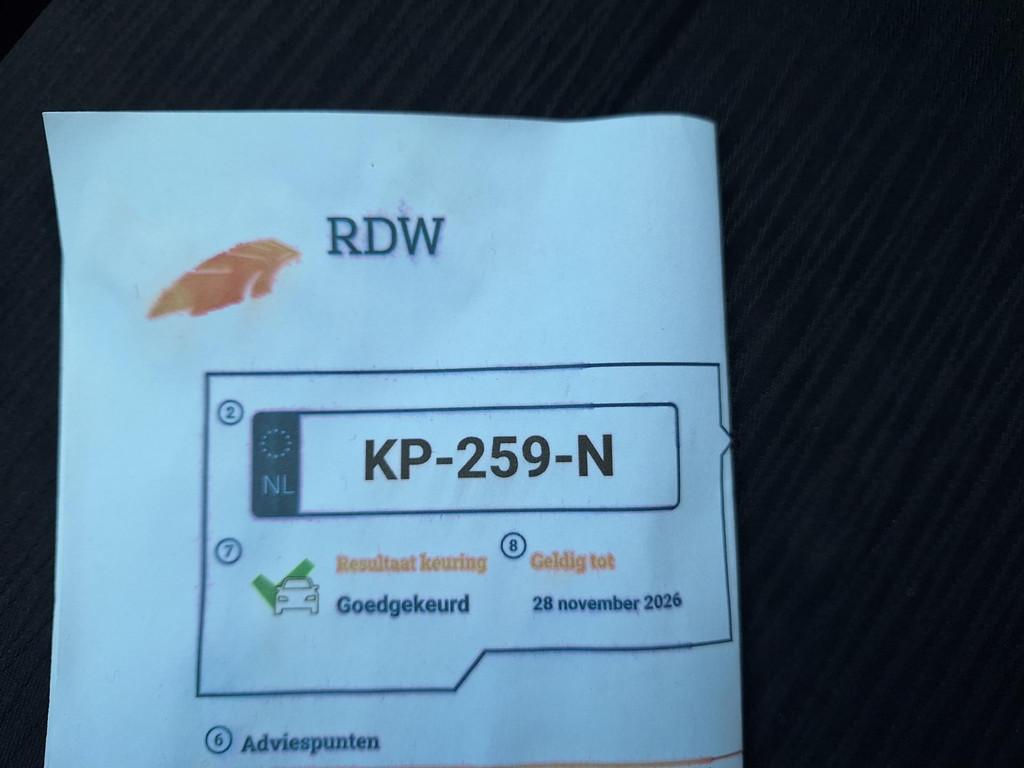 RDW
2
NL
KP-259-N
7
Resultaat keuring
8
Geldig tot
Goedgekeurd
28 november 2026
6 Adviespunten